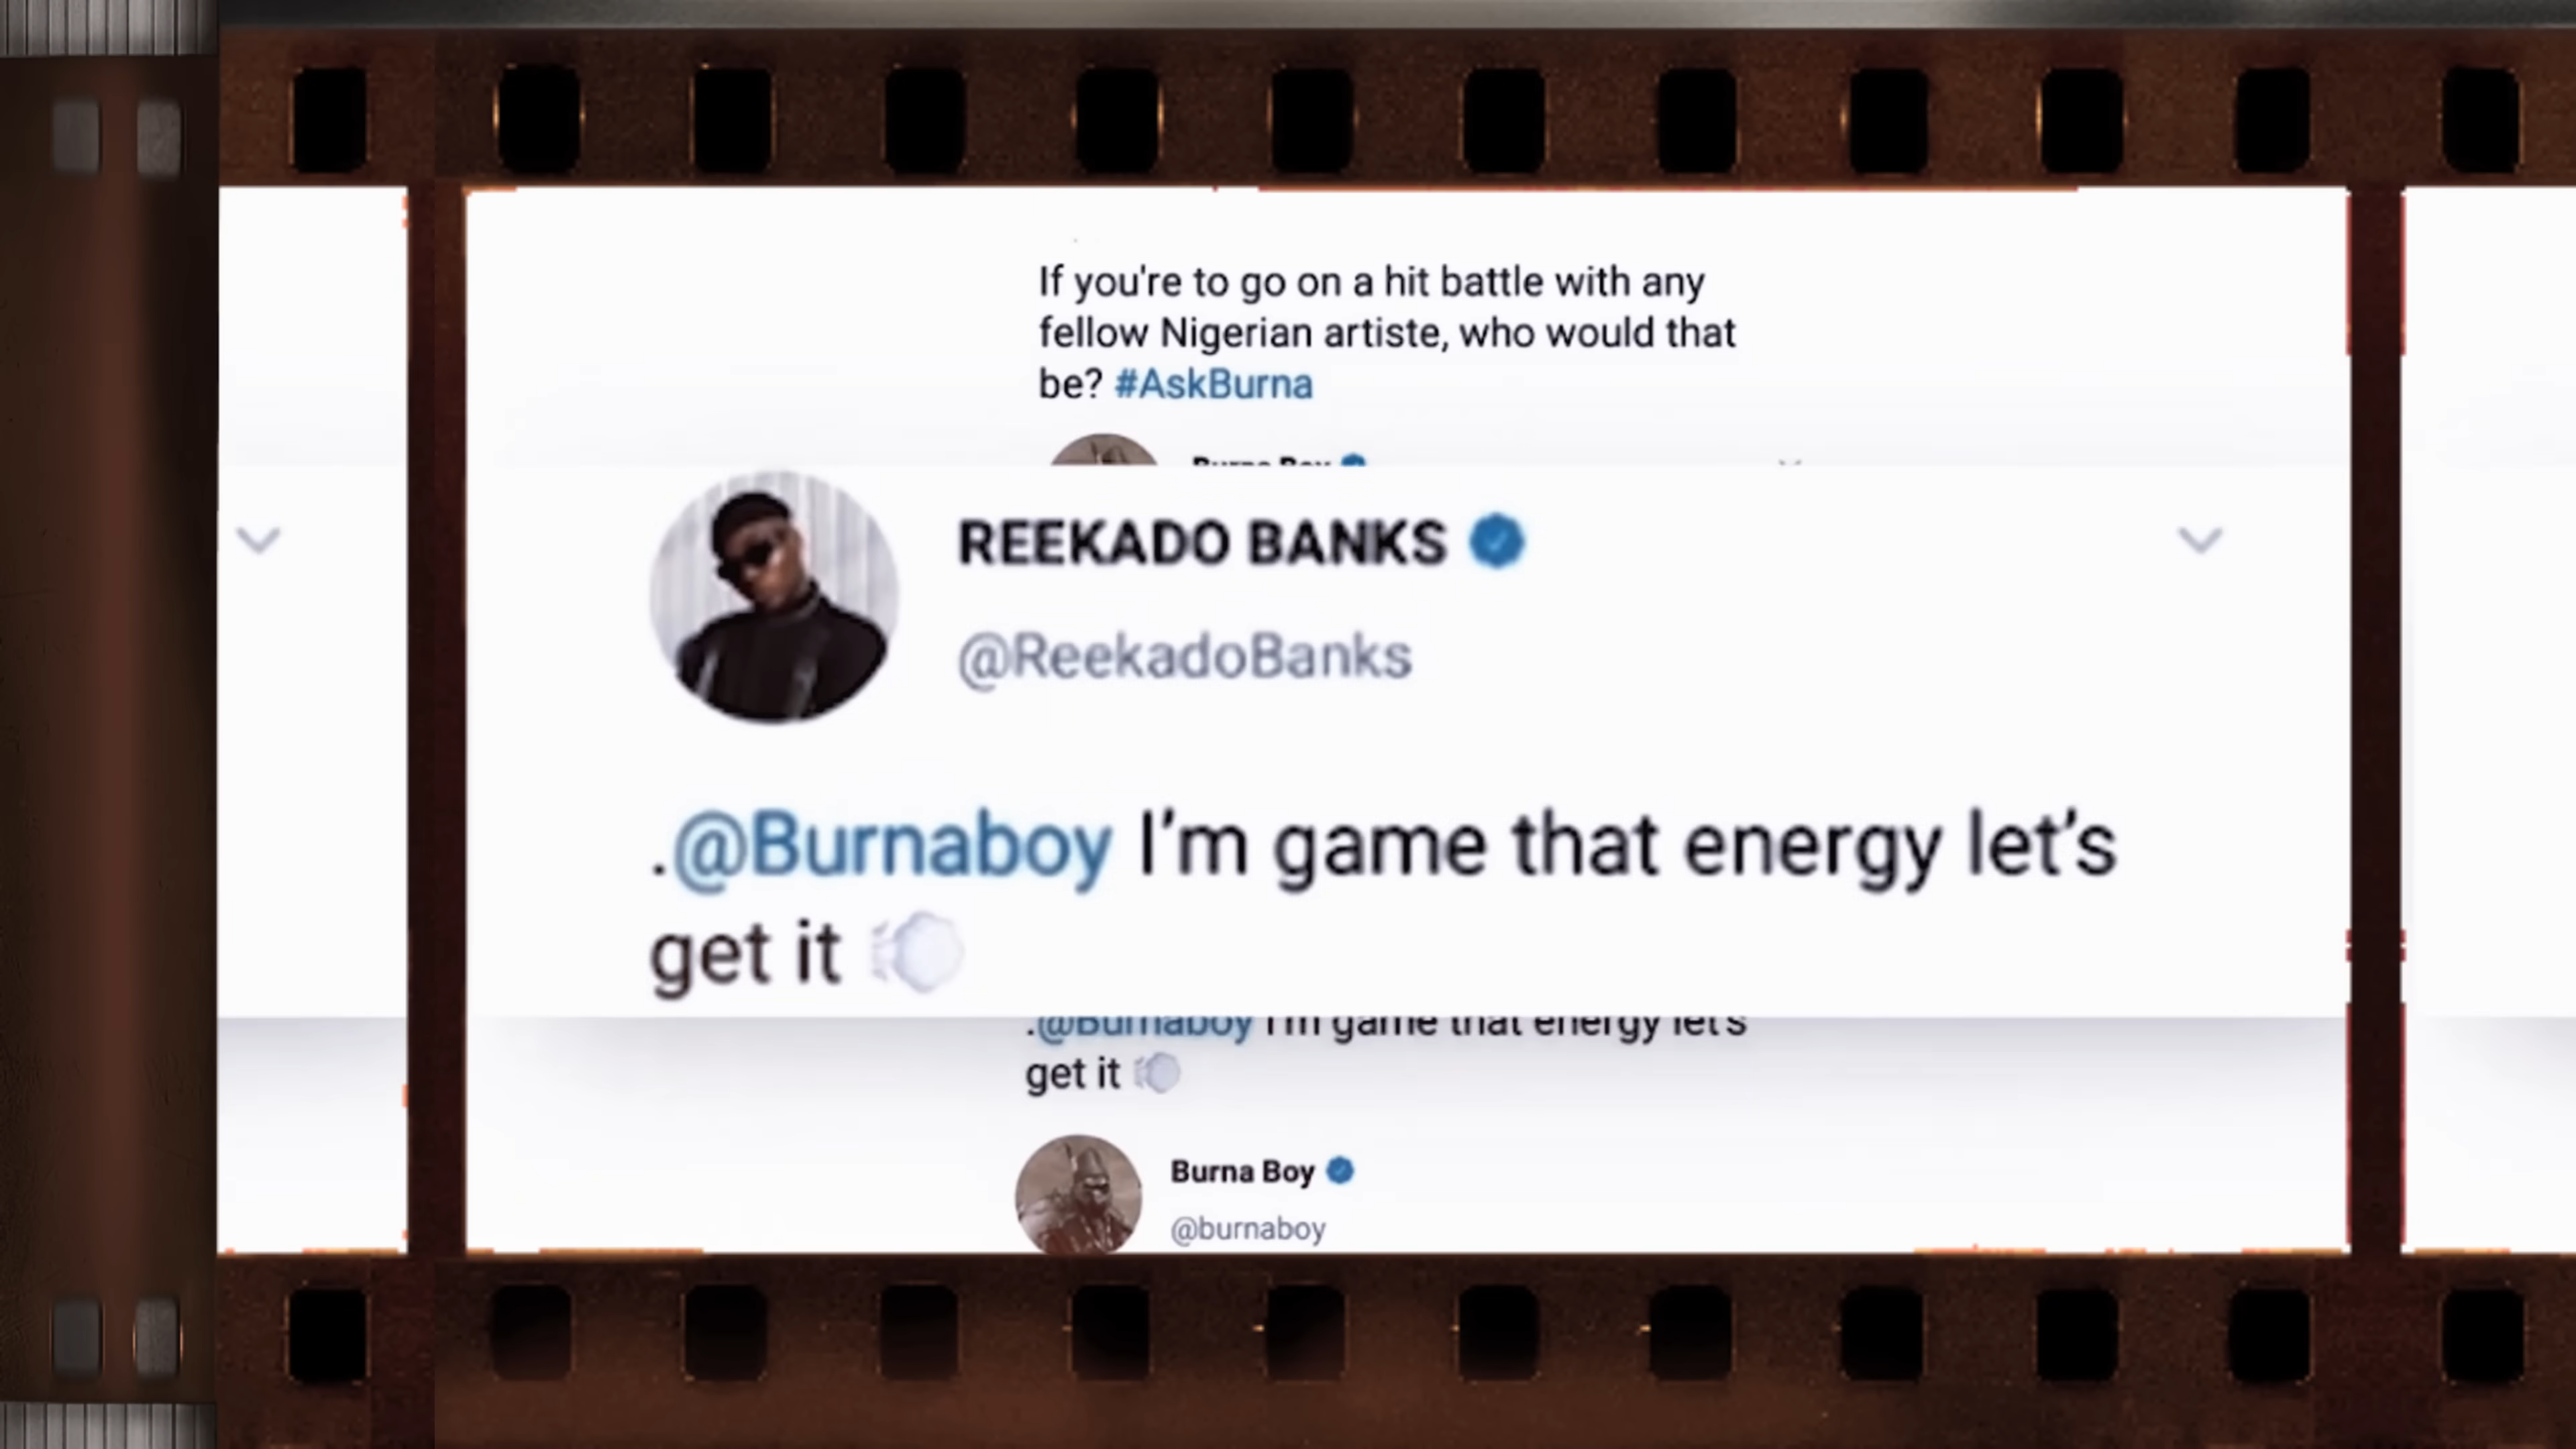 If you're to go on a hit battle with any
fellow Nigerian artiste, who would that
be? #AskBurna
Burna Boy
REEKADO BANKS
@ReekadoBanks
.@Burnaboy I'm game that energy let's
get it
.@Burnaboy I'm game that energy let's
get it
Burna Boy
@burnaboy